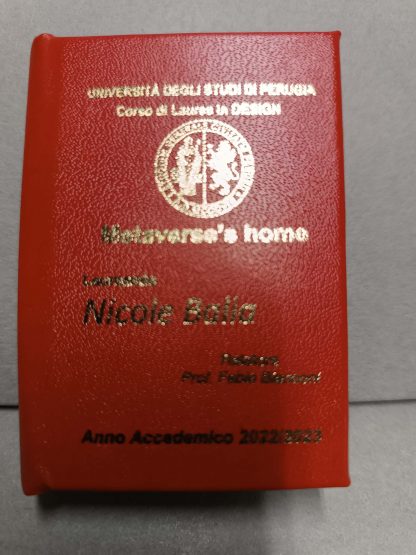 UNIVERSITÀ DEGLI STUDI DI PERUGIA
Corso di Laurea in DESIGN
Metaverse's home
Laureanda
Nicole Balla
Relatore
Prof. Fabio Bianconi
Anno Accademico 2022/2023